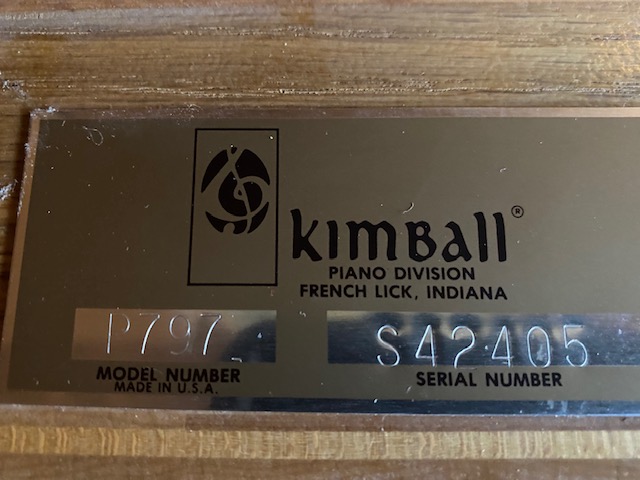 KIMBALL®
PIANO DIVISION
FRENCH LICK, INDIANA
P797
S42405
MODEL NUMBER
MADE IN U.S.A.
SERIAL NUMBER